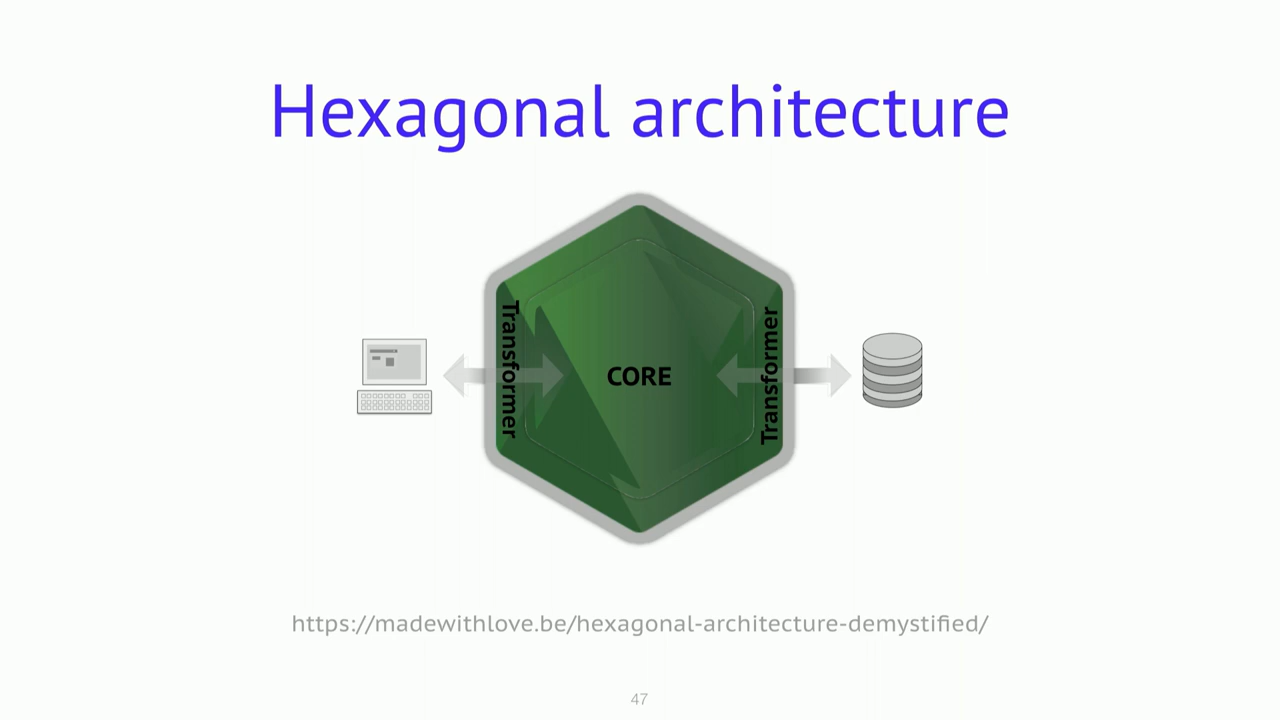 Hexagonal architecture
Transformer
CORE
Transformer
https://madewithlove.be/hexagonal-architecture-demystified/
47